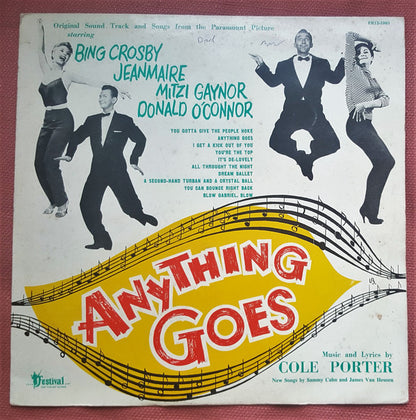 Original Sound Track and Songs from the Paramount Picture
starring
BING CROSBY
JEANMAIRE
MITZI GAYNOR
DONALD O'CONNOR
YOU GOTTA GIVE THE PEOPLE HOKE
ANYTHING GOES
I GET A KICK OUT OF YOU
YOU'RE THE TOP
IT'S DE-LOVELY
ALL THROUGHT THE NIGHT
DREAM BALLET
A SECOND-HAND TURBAN AND A CRYSTAL BALL
YOU CAN BOUNCE RIGHT BACK
BLOW GABRIEL, BLOW
ANYTHING
GOES
Music and Lyrics by
COLE PORTER
New Songs by Sammy Cahn and James Van Heusen
Festival